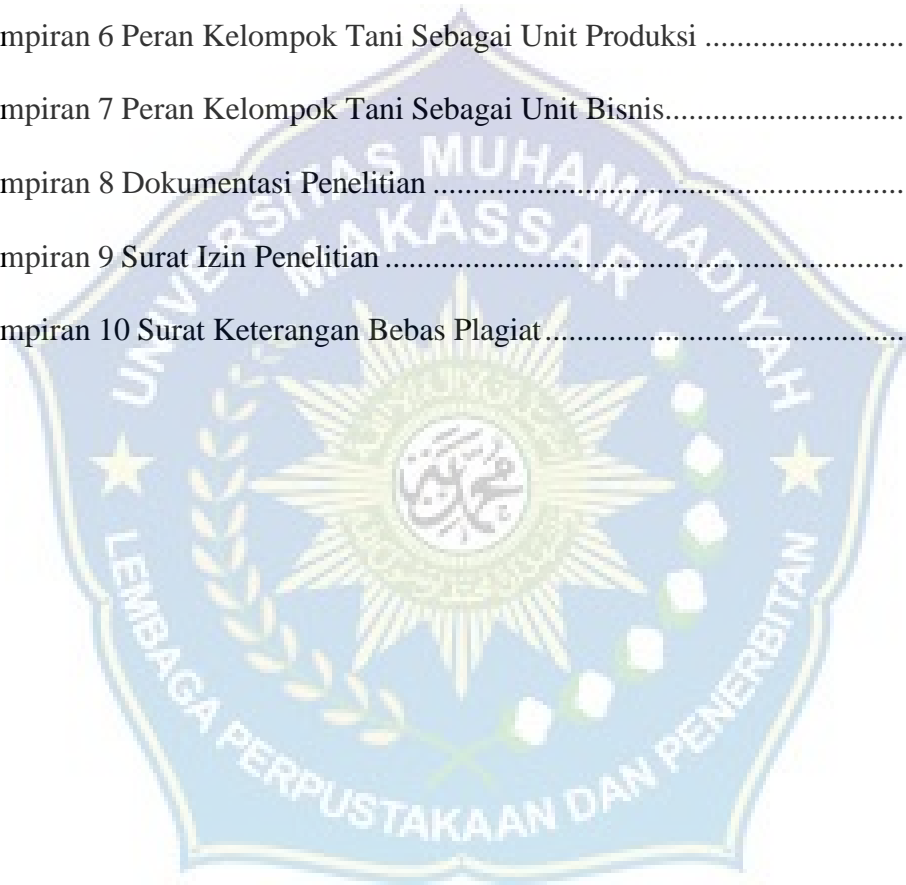 mpiran 6 Peran Kelompok Tani Sebagai Unit Produksi .........................
mpiran 7 Peran Kelompok Tani Sebagai Unit Bisnis..............................
mpiran 8 Dokumentasi Penelitian ...........................................................
mpiran 9 Surat Izin Penelitian .................................................................
mpiran 10 Surat Keterangan Bebas Plagiat.............................................
UNIVERSITAS MUHAMMADIYAH
MAKASSAR
LEMBAGA PERPUSTAKAAN DAN PENERBITAN